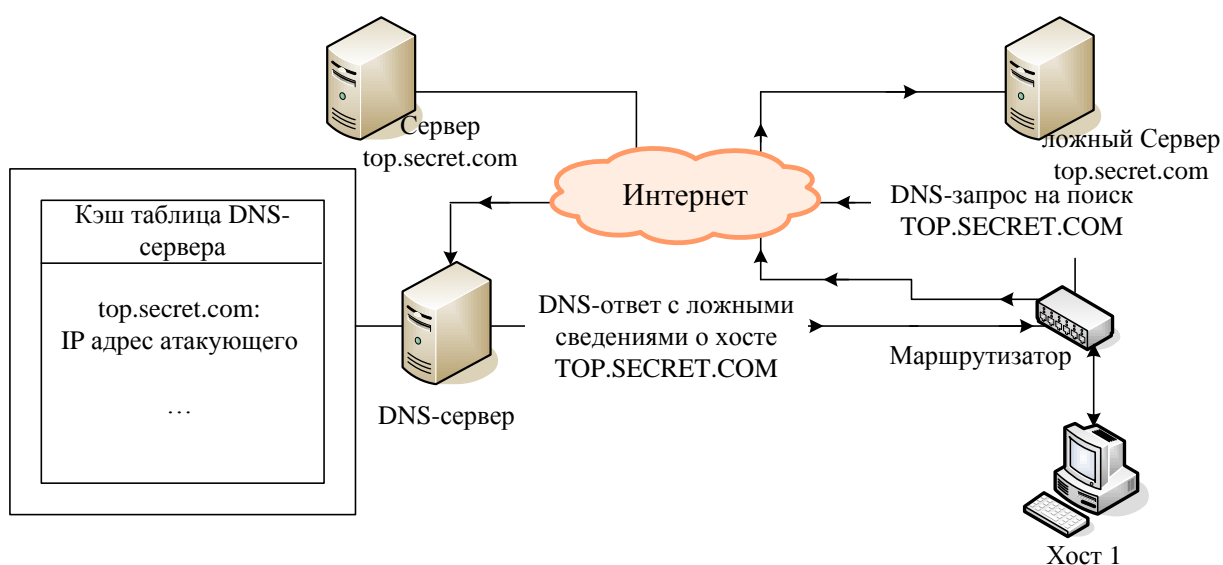 Сервер
top.secret.com
ложный Сервер
top.secret.com
Интернет
DNS-запрос на поиск
TOP.SECRET.COM
Кэш таблица DNS-
сервера
top.secret.com:
IP адрес атакующего
…
DNS-сервер
DNS-ответ с ложными
сведениями о хосте
TOP.SECRET.COM
Маршрутизатор
Хост 1